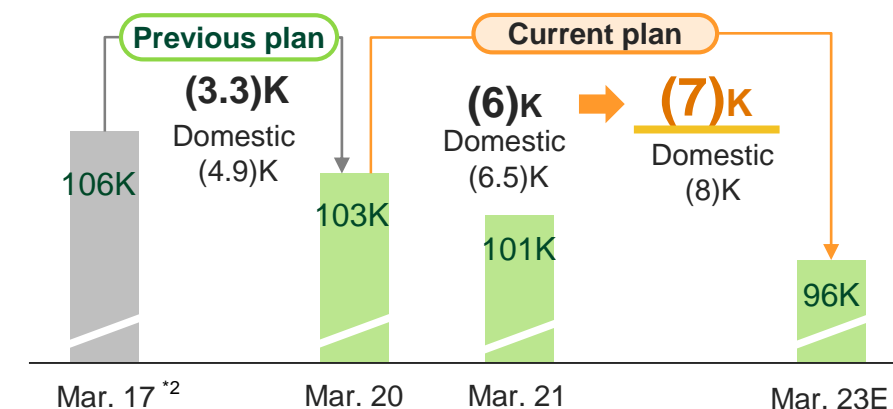 Previous plan
Current plan
(3.3)K
Domestic
(4.9)K
(6)K
Domestic
(6.5)K
(7)K
Domestic
(8)K
106K
103K
101K
96K
Mar. 17 *2
Mar. 20
Mar. 21
Mar. 23E